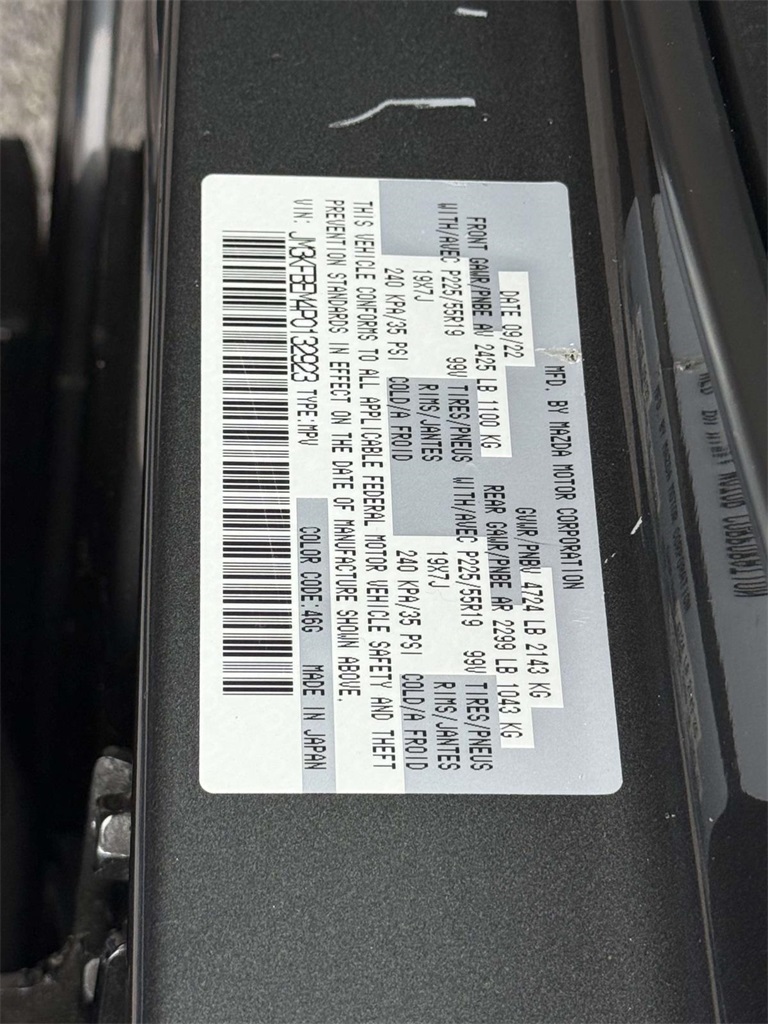 MFD. BY MAZDA MOTOR CORPORATION
DATE 09/22 GVWR/PNBV 4724 LB 2143 KG
FRONT GAWR/PNBE AV 2425 LB 1100 KG REAR GAWR/PNBE AR 2299 LB 1043 KG
WITH/AVEC P225/55R19 99V TIRES/PNEUS WITH/AVEC P225/55R19 99V TIRES/PNEUS
19X7J RIMS/JANTES 19X7J RIMS/JANTES
240 KPA/35 PSI COLD/A FROID 240 KPA/35 PSI COLD/A FROID
THIS VEHICLE CONFORMS TO ALL APPLICABLE FEDERAL MOTOR VEHICLE SAFETY AND THEFT
PREVENTION STANDARDS IN EFFECT ON THE DATE OF MANUFACTURE SHOWN ABOVE.
VIN: JM3KFBEM4P0132923 TYPE:MPV COLOR CODE:46G MADE IN JAPAN